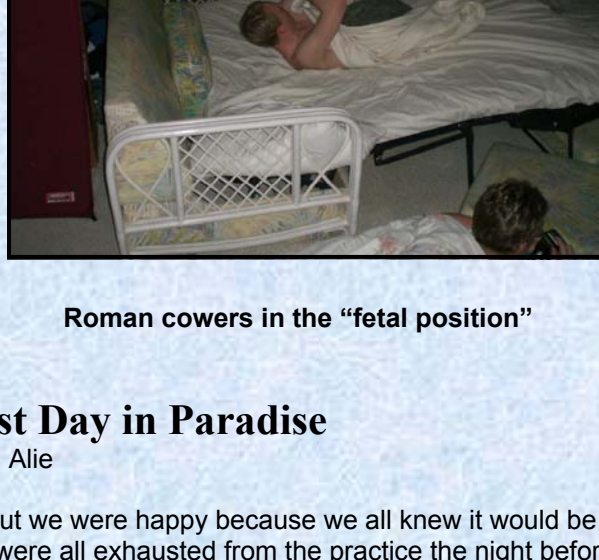 Roman cowers in the “fetal position”
st Day in Paradise
Alie
ut we were happy because we all knew it would be
were all exhausted from the practice the night befor